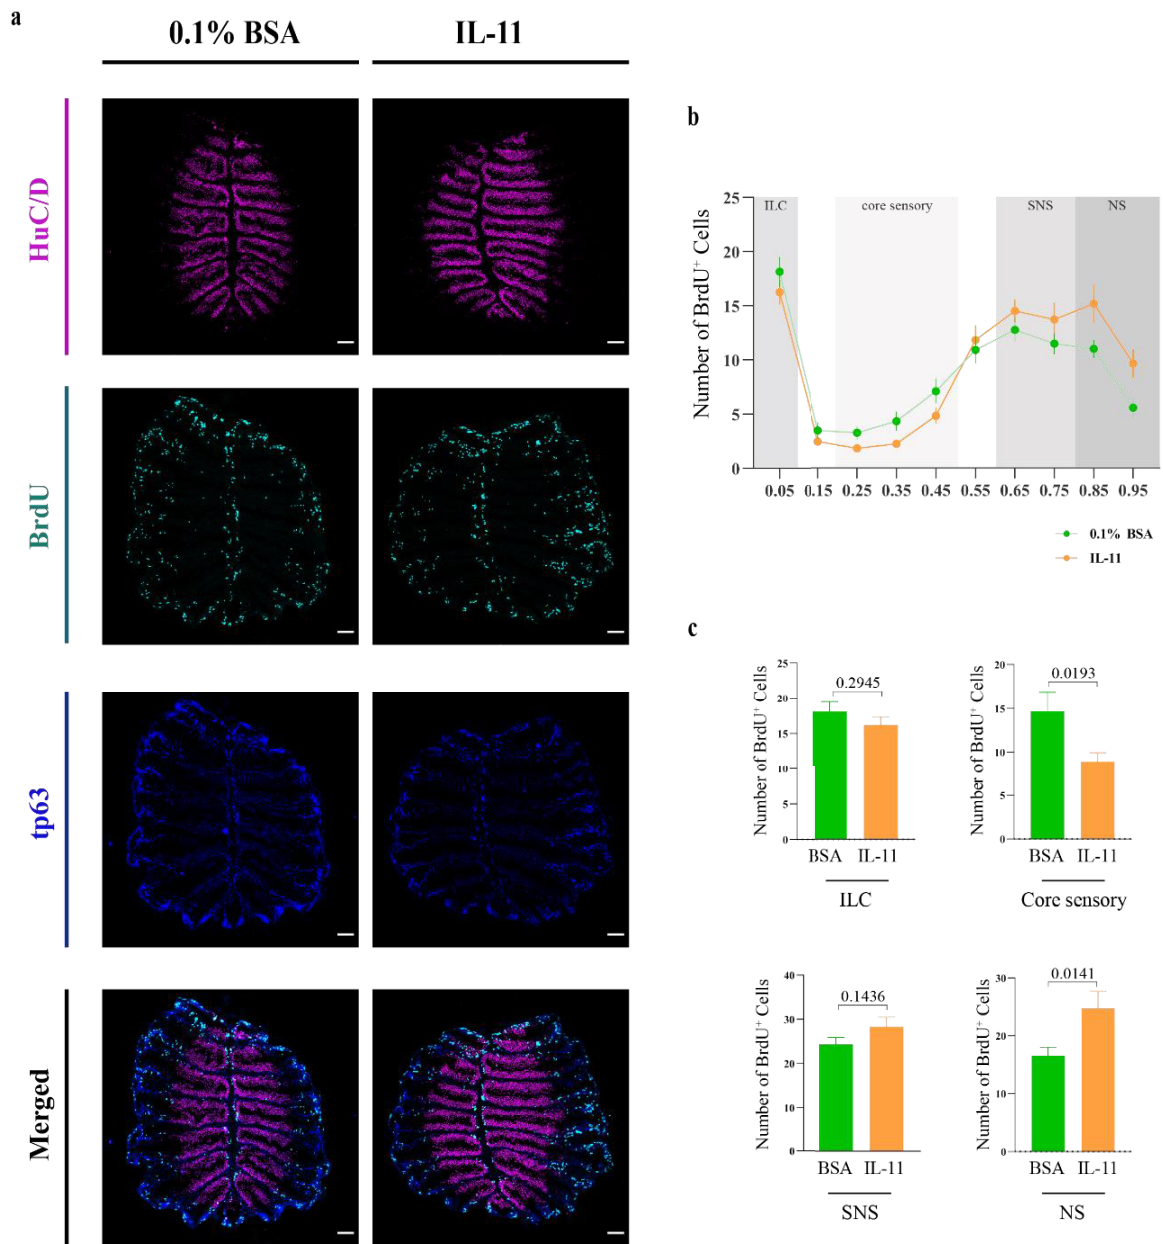 a
0.1% BSA
IL-11
HuC/D
BrdU
tp63
Merged
b
Number of BrdU⁺ Cells
25
20
15
10
5
0
ILC
core sensory
SNS
NS
0.05 0.15 0.25 0.35 0.45 0.55 0.65 0.75 0.85 0.95
0.1% BSA
IL-11
c
Number of BrdU⁺ Cells
25
20
15
10
5
0
0.2945
BSA IL-11
ILC
Number of BrdU⁺ Cells
20
15
10
5
0
0.0193
BSA IL-11
Core sensory
Number of BrdU⁺ Cells
40
30
20
10
0
0.1436
BSA IL-11
SNS
Number of BrdU⁺ Cells
30
20
10
0
0.0141
BSA IL-11
NS